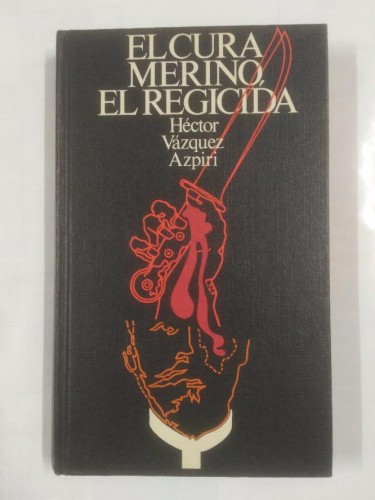 EL CURA
MERINO,
EL REGICIDA
Héctor
Vázquez
Azpiri